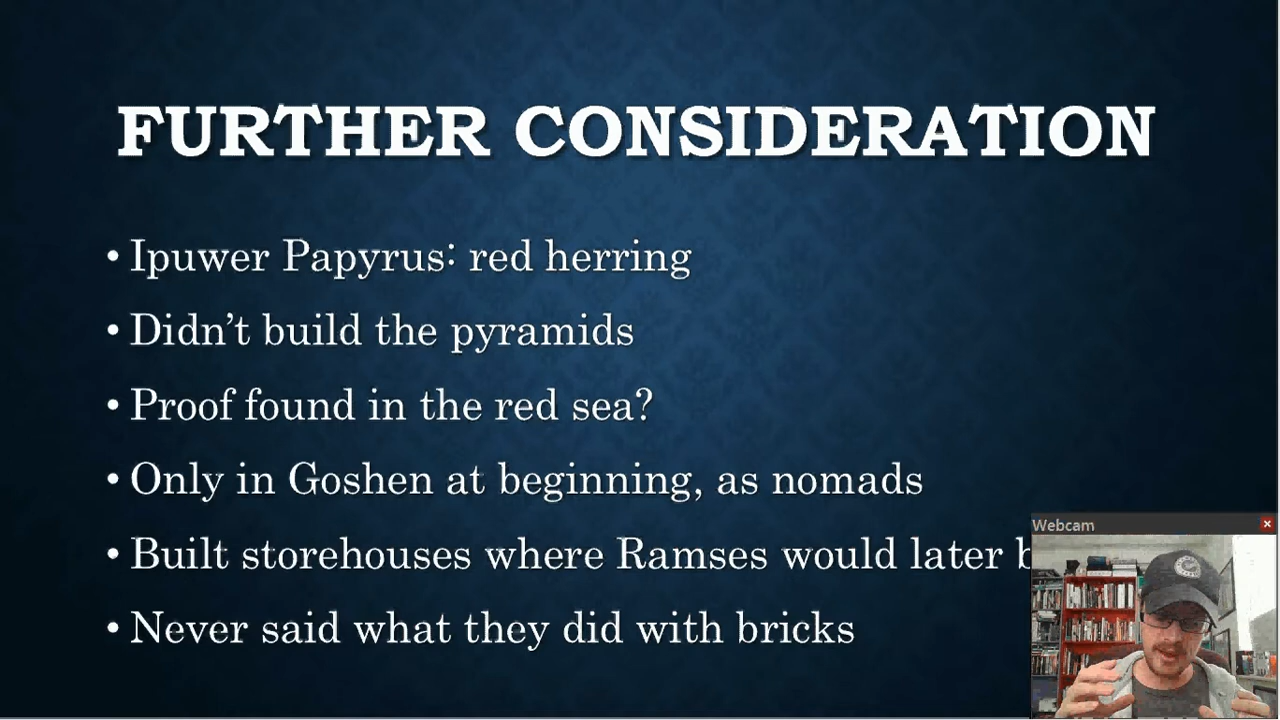 FURTHER CONSIDERATION
• Ipuwer Papyrus: red herring
• Didn’t build the pyramids
• Proof found in the red sea?
• Only in Goshen at beginning, as nomads
• Built storehouses where Ramses would later
• Never said what they did with bricks
Webcam